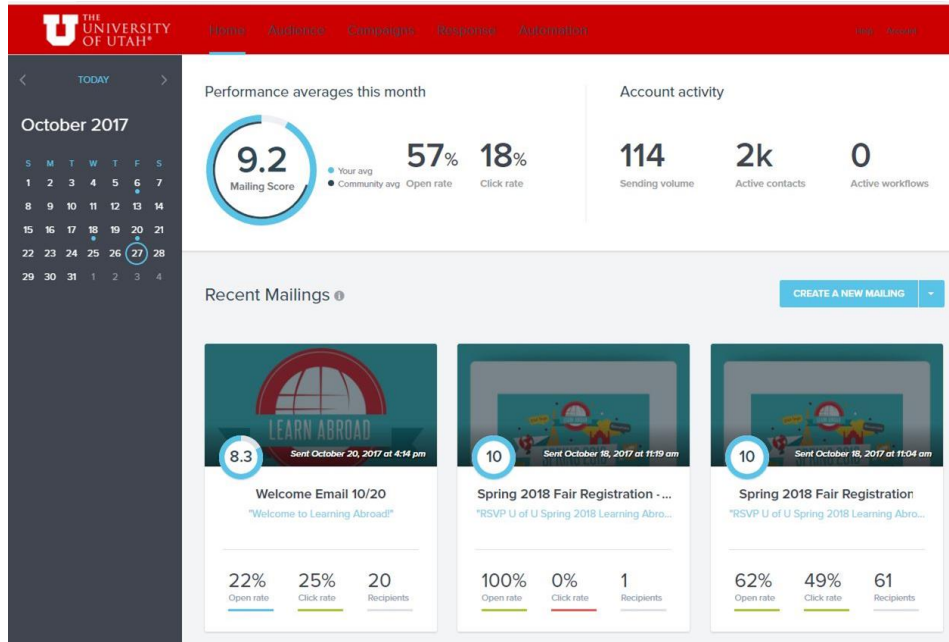 THE
UNIVERSITY
OF UTAH®
Home Audience Campaigns Response Automation
Help Account
TODAY
October 2017
S M T W T F S
1 2 3 4 5 6 7
8 9 10 11 12 13 14
15 16 17 18 19 20 21
22 23 24 25 26 27 28
29 30 31 1 2 3 4
Performance averages this month
9.2
Mailing Score
Your avg
Community avg
57%
Open rate
18%
Click rate
Account activity
114
Sending volume
2k
Active contacts
0
Active workflows
Recent Mailings
CREATE A NEW MAILING
LEARN ABROAD
8.3
Sent October 20, 2017 at 4:14 pm
Welcome Email 10/20
"Welcome to Learning Abroad!"
22%
Open rate
25%
Click rate
20
Recipients
10
Sent October 18, 2017 at 11:19 am
Spring 2018 Fair Registration - ...
"RSVP U of U Spring 2018 Learning Abro...
100%
Open rate
0%
Click rate
1
Recipients
10
Sent October 18, 2017 at 11:04 am
Spring 2018 Fair Registration
"RSVP U of U Spring 2018 Learning Abro...
62%
Open rate
49%
Click rate
61
Recipients